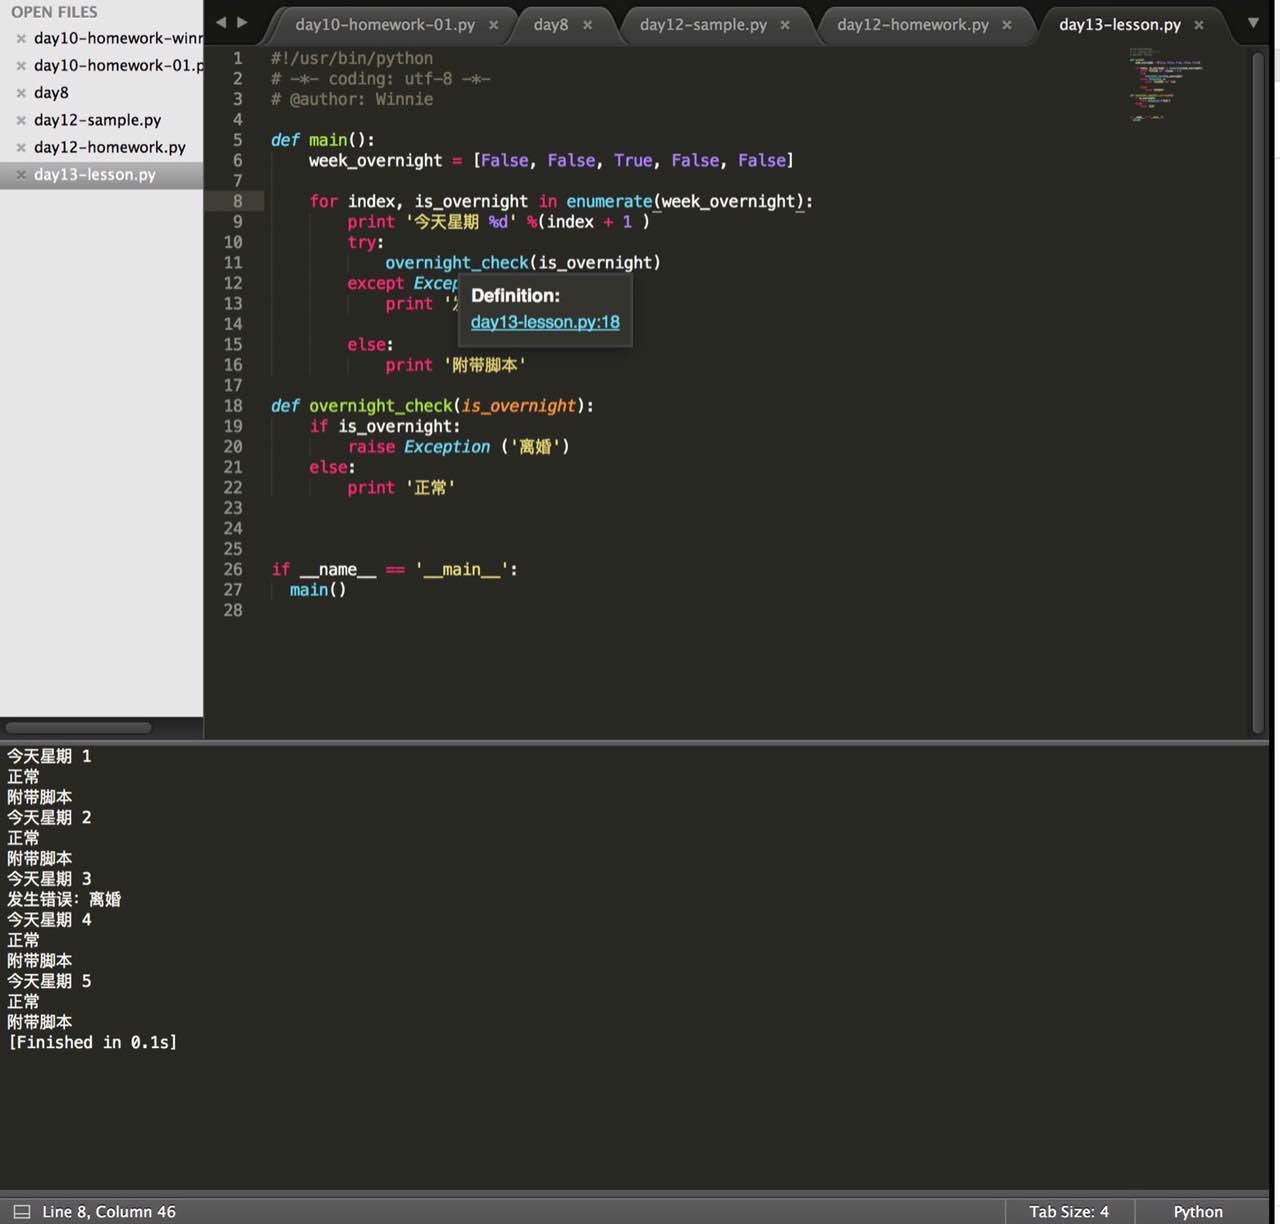 OPEN FILES
day10-homework-winr
day10-homework-01.p
day8
day12-sample.py
day12-homework.py
day13-lesson.py
day10-homework-01.py
day8
day12-sample.py
day12-homework.py
day13-lesson.py
1 #!/usr/bin/python
2 # -*- coding: utf-8 -*-
3 # @author: Winnie
4
5 def main():
6 week_overnight = [False, False, True, False, False]
7
8 for index, is_overnight in enumerate(week_overnight):
9 print '今天星期 %d' %(index + 1 )
10 try:
11 overnight_check(is_overnight)
12 except Excep
13 print '
14
15 else:
16 print '附带脚本'
17
18 def overnight_check(is_overnight):
19 if is_overnight:
20 raise Exception ('离婚')
21 else:
22 print '正常'
23
24
25
26 if __name__ == '__main__':
27 main()
28
Definition:
day13-lesson.py:18
今天星期 1
正常
附带脚本
今天星期 2
正常
附带脚本
今天星期 3
发生错误: 离婚
今天星期 4
正常
附带脚本
今天星期 5
正常
附带脚本
[Finished in 0.1s]
Line 8, Column 46
Tab Size: 4
Python